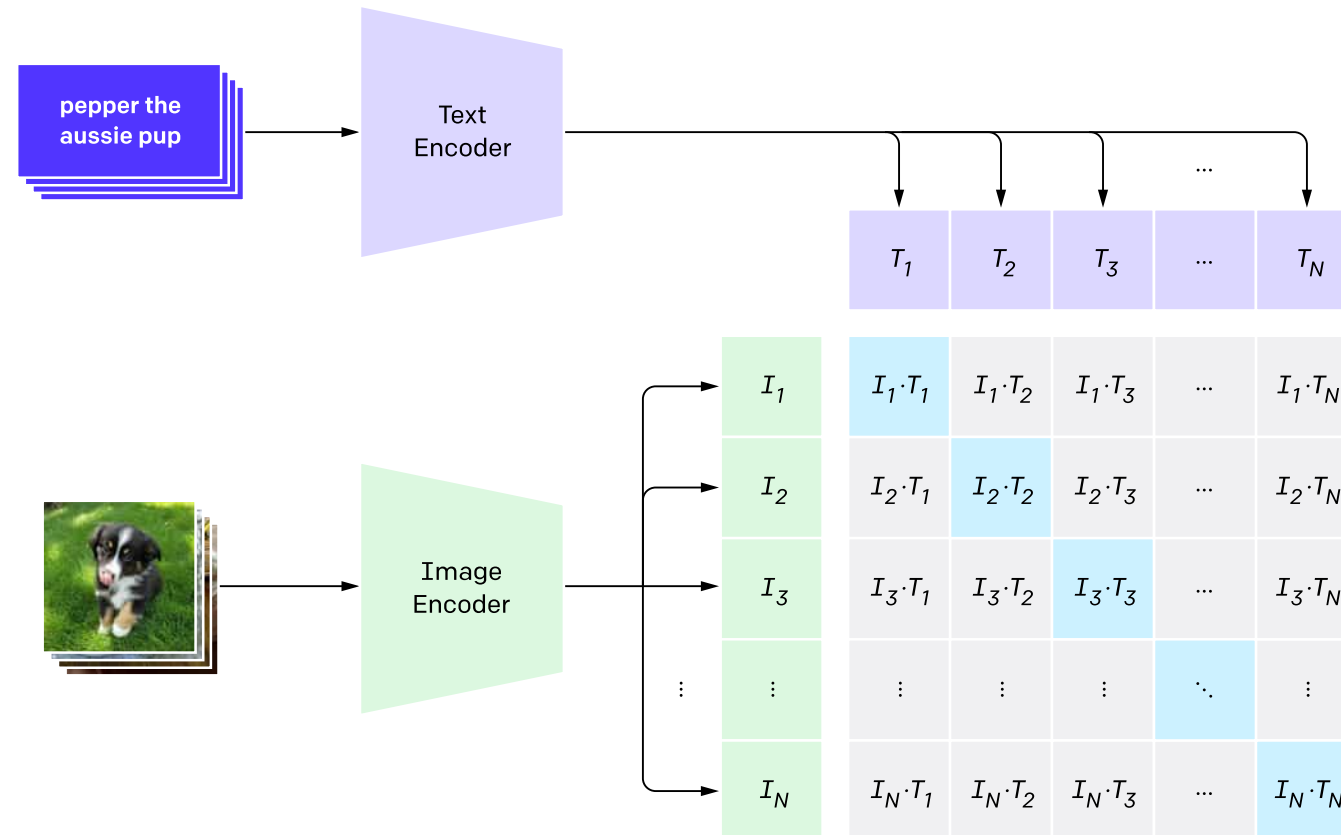 pepper the
aussie pup
Text
Encoder
...
T1 T2 T3 ... TN
Image
Encoder
I1 I1·T1 I1·T2 I1·T3 ... I1·TN
I2 I2·T1 I2·T2 I2·T3 ... I2·TN
I3 I3·T1 I3·T2 I3·T3 ... I3·TN
⋮ ⋮ ⋮ ⋮ ⋮ ⋱ ⋮
IN IN·T1 IN·T2 IN·T3 ... IN·TN